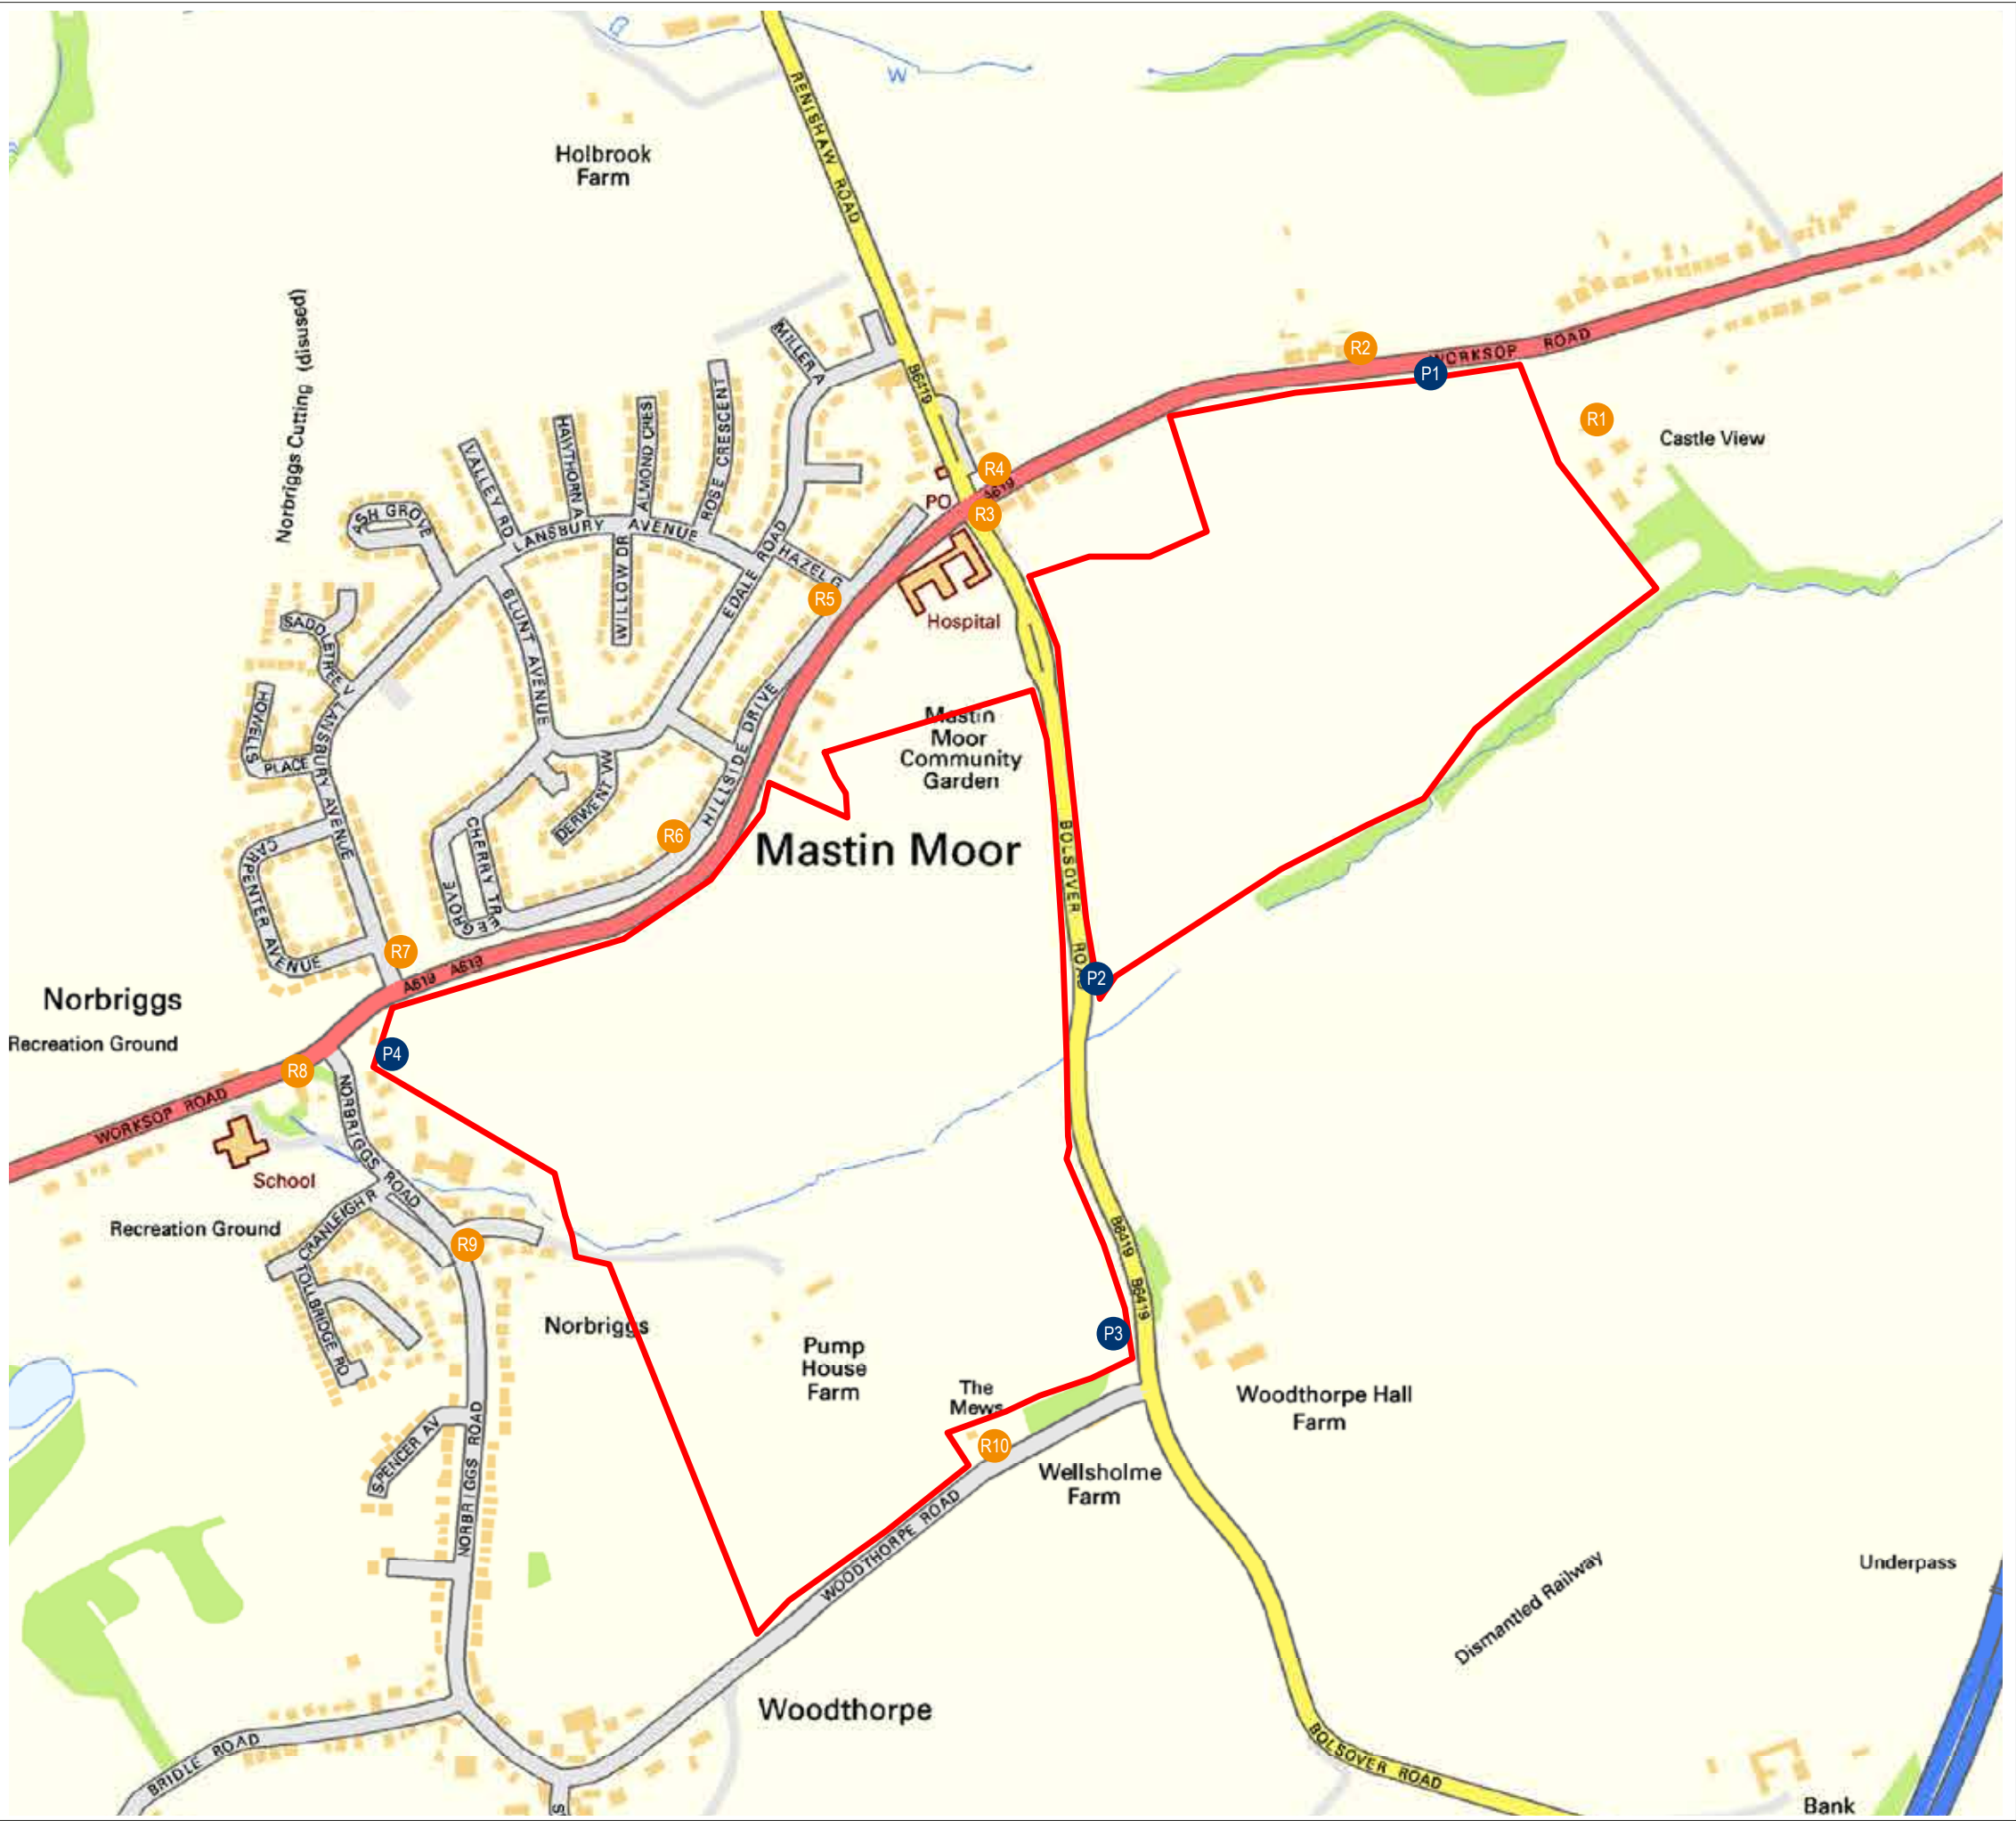 W
RENISHAW ROAD
Holbrook
Farm
Norbriggs Cutting (disused)
MILLER A
B6419
R2
WORKSOP ROAD
P1
R1
Castle View
VALLEY RD
HAWTHORN A
ALMOND CRES
ROSE CRESCENT
R4
A619
PO
R3
ASH GROVE
LANSBURY AVENUE
HAZEL G
EDALE ROAD
WILLOW DR
BLUNT AVENUE
R5
Hospital
SADDLETREE V
HOWELLS PLACE
LANSBURY AVENUE
HILLSIDE DRIVE
DERWENT VW
Mastin
Moor
Community
Garden
R6
CHERRY TREE GROVE
CARPENTER AVENUE
Mastin Moor
BOLSOVER ROAD
R7
A619 A619
P2
Norbriggs
Recreation Ground
P4
R8
WORKSOP ROAD
NORBRIGGS ROAD
School
CRANLEIGH R
Recreation Ground
R9
TOLLBRIDGE RD
B6419
B6419
Norbriggs
P3
Pump
House
Farm
The
Mews
Woodthorpe Hall
Farm
R10
SPENCER AV
NORBRIGGS ROAD
Wellsholme
Farm
WOODTHORPE ROAD
Dismantled Railway
Underpass
Woodthorpe
BRIDLE ROAD
BOLSOVER ROAD
S
Bank